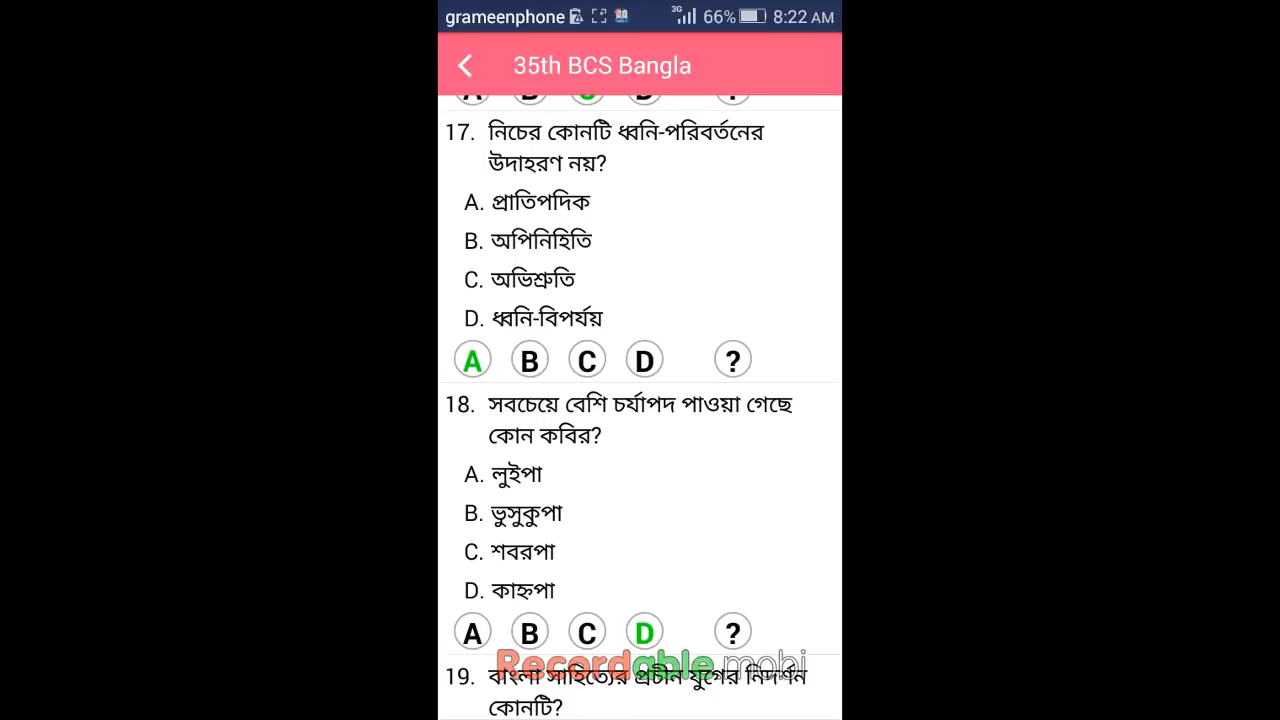 grameenphone 3G 66% 8:22 AM
35th BCS Bangla
A B C D ?
17. নিচের কোনটি ধ্বনি-পরিবর্তনের
উদাহরণ নয়?
A. প্রাতিপদিক
B. অপিনিহিতি
C. অভিশ্রুতি
D. ধ্বনি-বিপর্যয়
A B C D ?
18. সবচেয়ে বেশি চর্যাপদ পাওয়া গেছে
কোন কবির?
A. লুইপা
B. ভুসুকুপা
C. শবরপা
D. কাহ্নপা
A B C D ?
Recordable.mobi
19. বাংলা সাহিত্যের প্রচীন যুগের নিদর্শন
কোনটি?